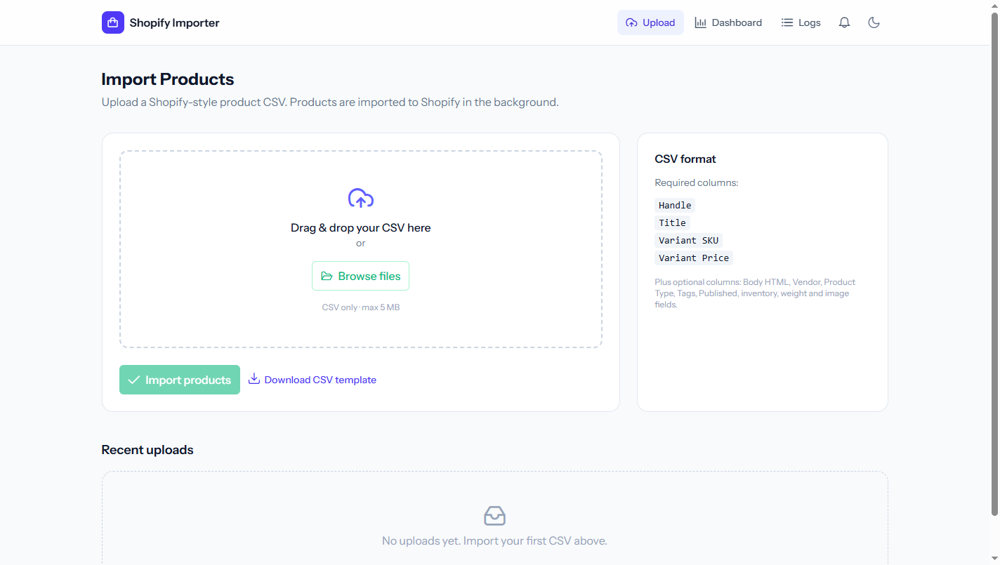 Shopify Importer
Upload
Dashboard
Logs
Import Products
Upload a Shopify-style product CSV. Products are imported to Shopify in the background.
Drag & drop your CSV here
or
Browse files
CSV only · max 5 MB
Import products
Download CSV template
CSV format
Required columns:
Handle
Title
Variant SKU
Variant Price
Plus optional columns: Body HTML, Vendor, Product
Type, Tags, Published, inventory, weight and image
fields.
Recent uploads
No uploads yet. Import your first CSV above.